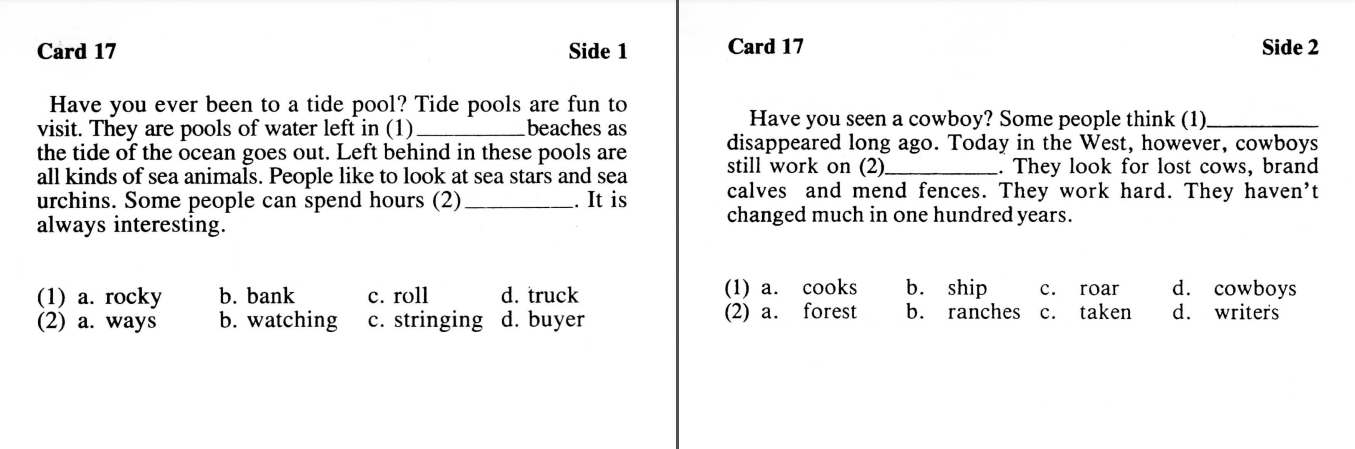 Card 17 Side 1
Have you ever been to a tide pool? Tide pools are fun to
visit. They are pools of water left in (1)__________beaches as
the tide of the ocean goes out. Left behind in these pools are
all kinds of sea animals. People like to look at sea stars and sea
urchins. Some people can spend hours (2)__________. It is
always interesting.
(1) a. rocky b. bank c. roll d. truck
(2) a. ways b. watching c. stringing d. buyer
Card 17 Side 2
Have you seen a cowboy? Some people think (1)__________
disappeared long ago. Today in the West, however, cowboys
still work on (2)__________. They look for lost cows, brand
calves and mend fences. They work hard. They haven't
changed much in one hundred years.
(1) a. cooks b. ship c. roar d. cowboys
(2) a. forest b. ranches c. taken d. writers